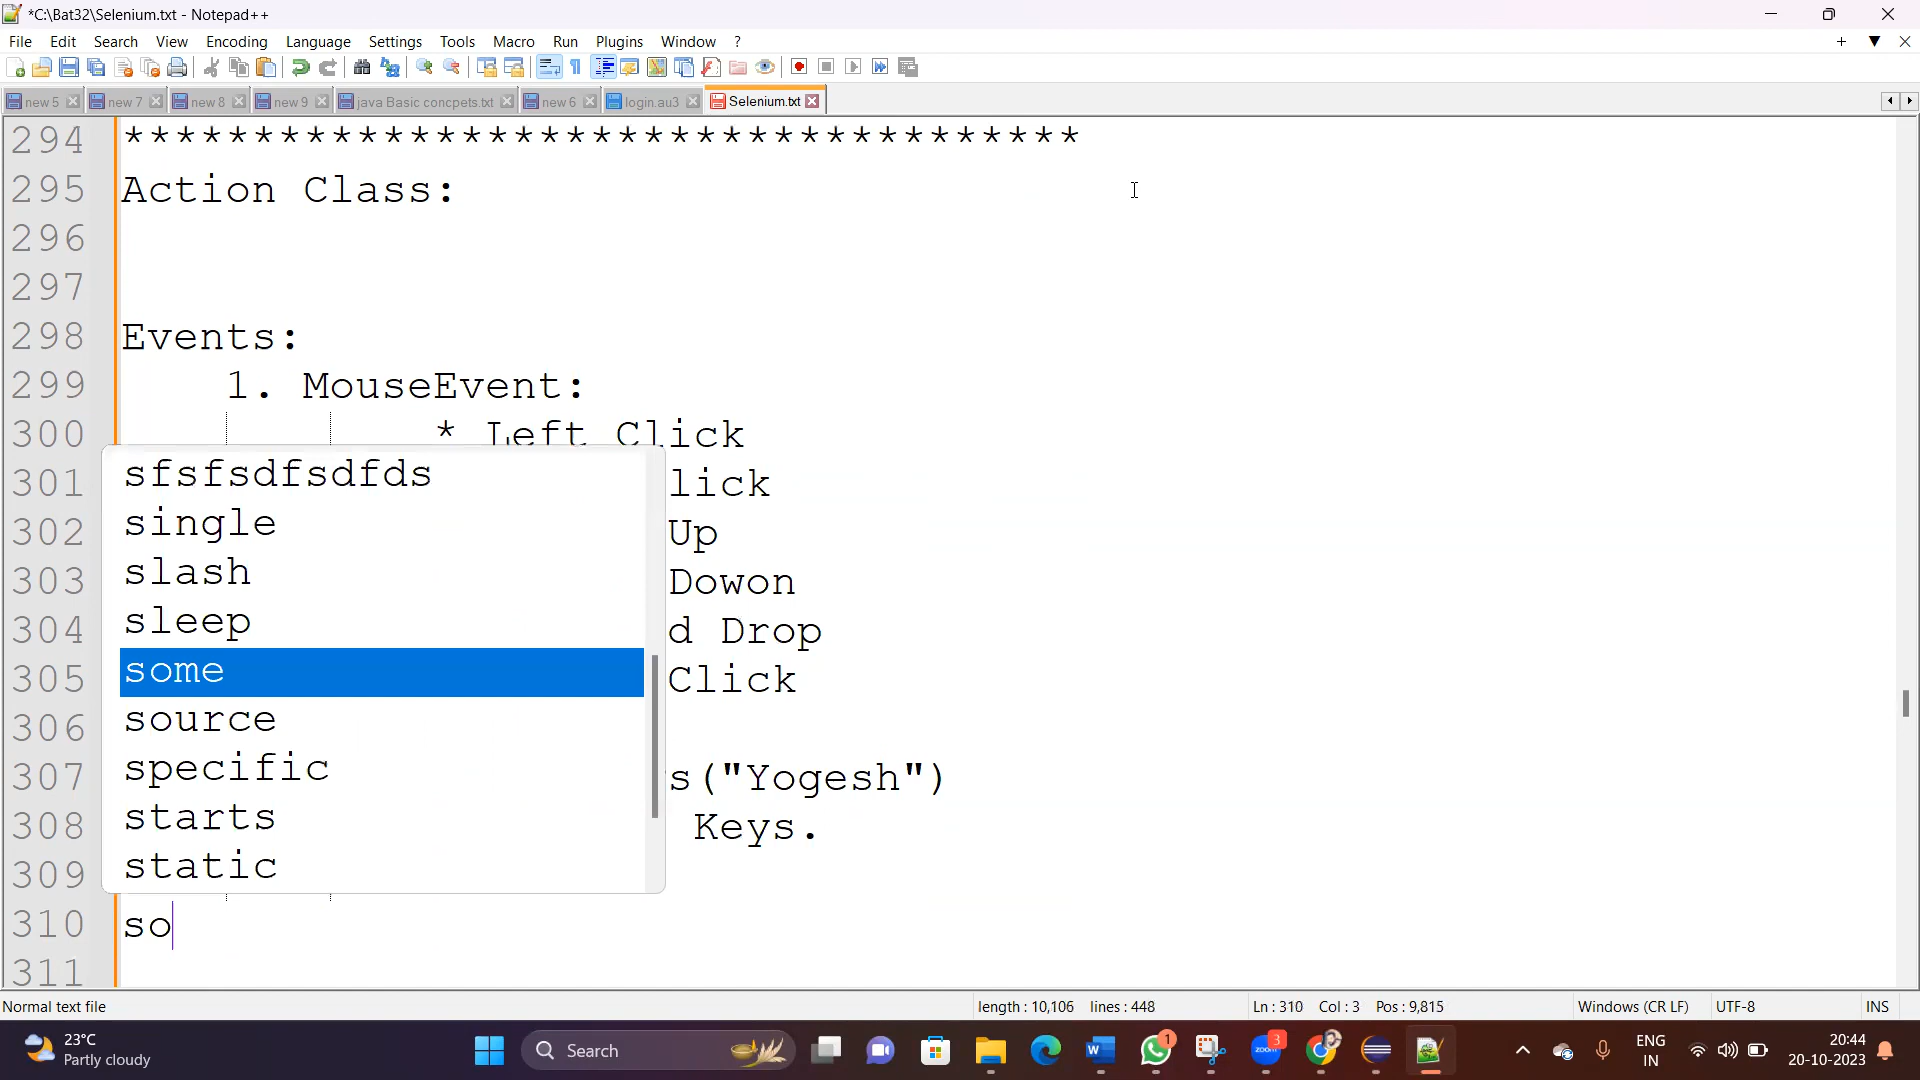 *C:\Bat32\Selenium.txt - Notepad++
File Edit Search View Encoding Language Settings Tools Macro Run Plugins Window ?
new 5 new 7 new 8 new 9 java Basic concpets.txt new 6 login.au3 Selenium.txt
294 *************************************
295 Action Class:
296
297
298 Events:
299 1. MouseEvent:
300 * Left Click
301 lick
302 Up
303 Dowon
304 d Drop
305 Click
306
307 s("Yogesh")
308 Keys.
309
310 so
311
sfsfsdfsdfds
single
slash
sleep
some
source
specific
starts
static
Normal text file length : 10,106 lines : 448 Ln : 310 Col : 3 Pos : 9,815 Windows (CR LF) UTF-8 INS
23°C
Partly cloudy
Search
zoom
3
1
ENG
IN
20:44
20-10-2023